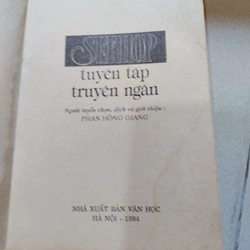 SEKHOP
tuyển tập
truyện ngắn
Người tuyển chọn, dịch và giới thiệu :
PHAN HỒNG GIANG
NHÀ XUẤT BẢN VĂN HỌC
HÀ NỘI - 1994